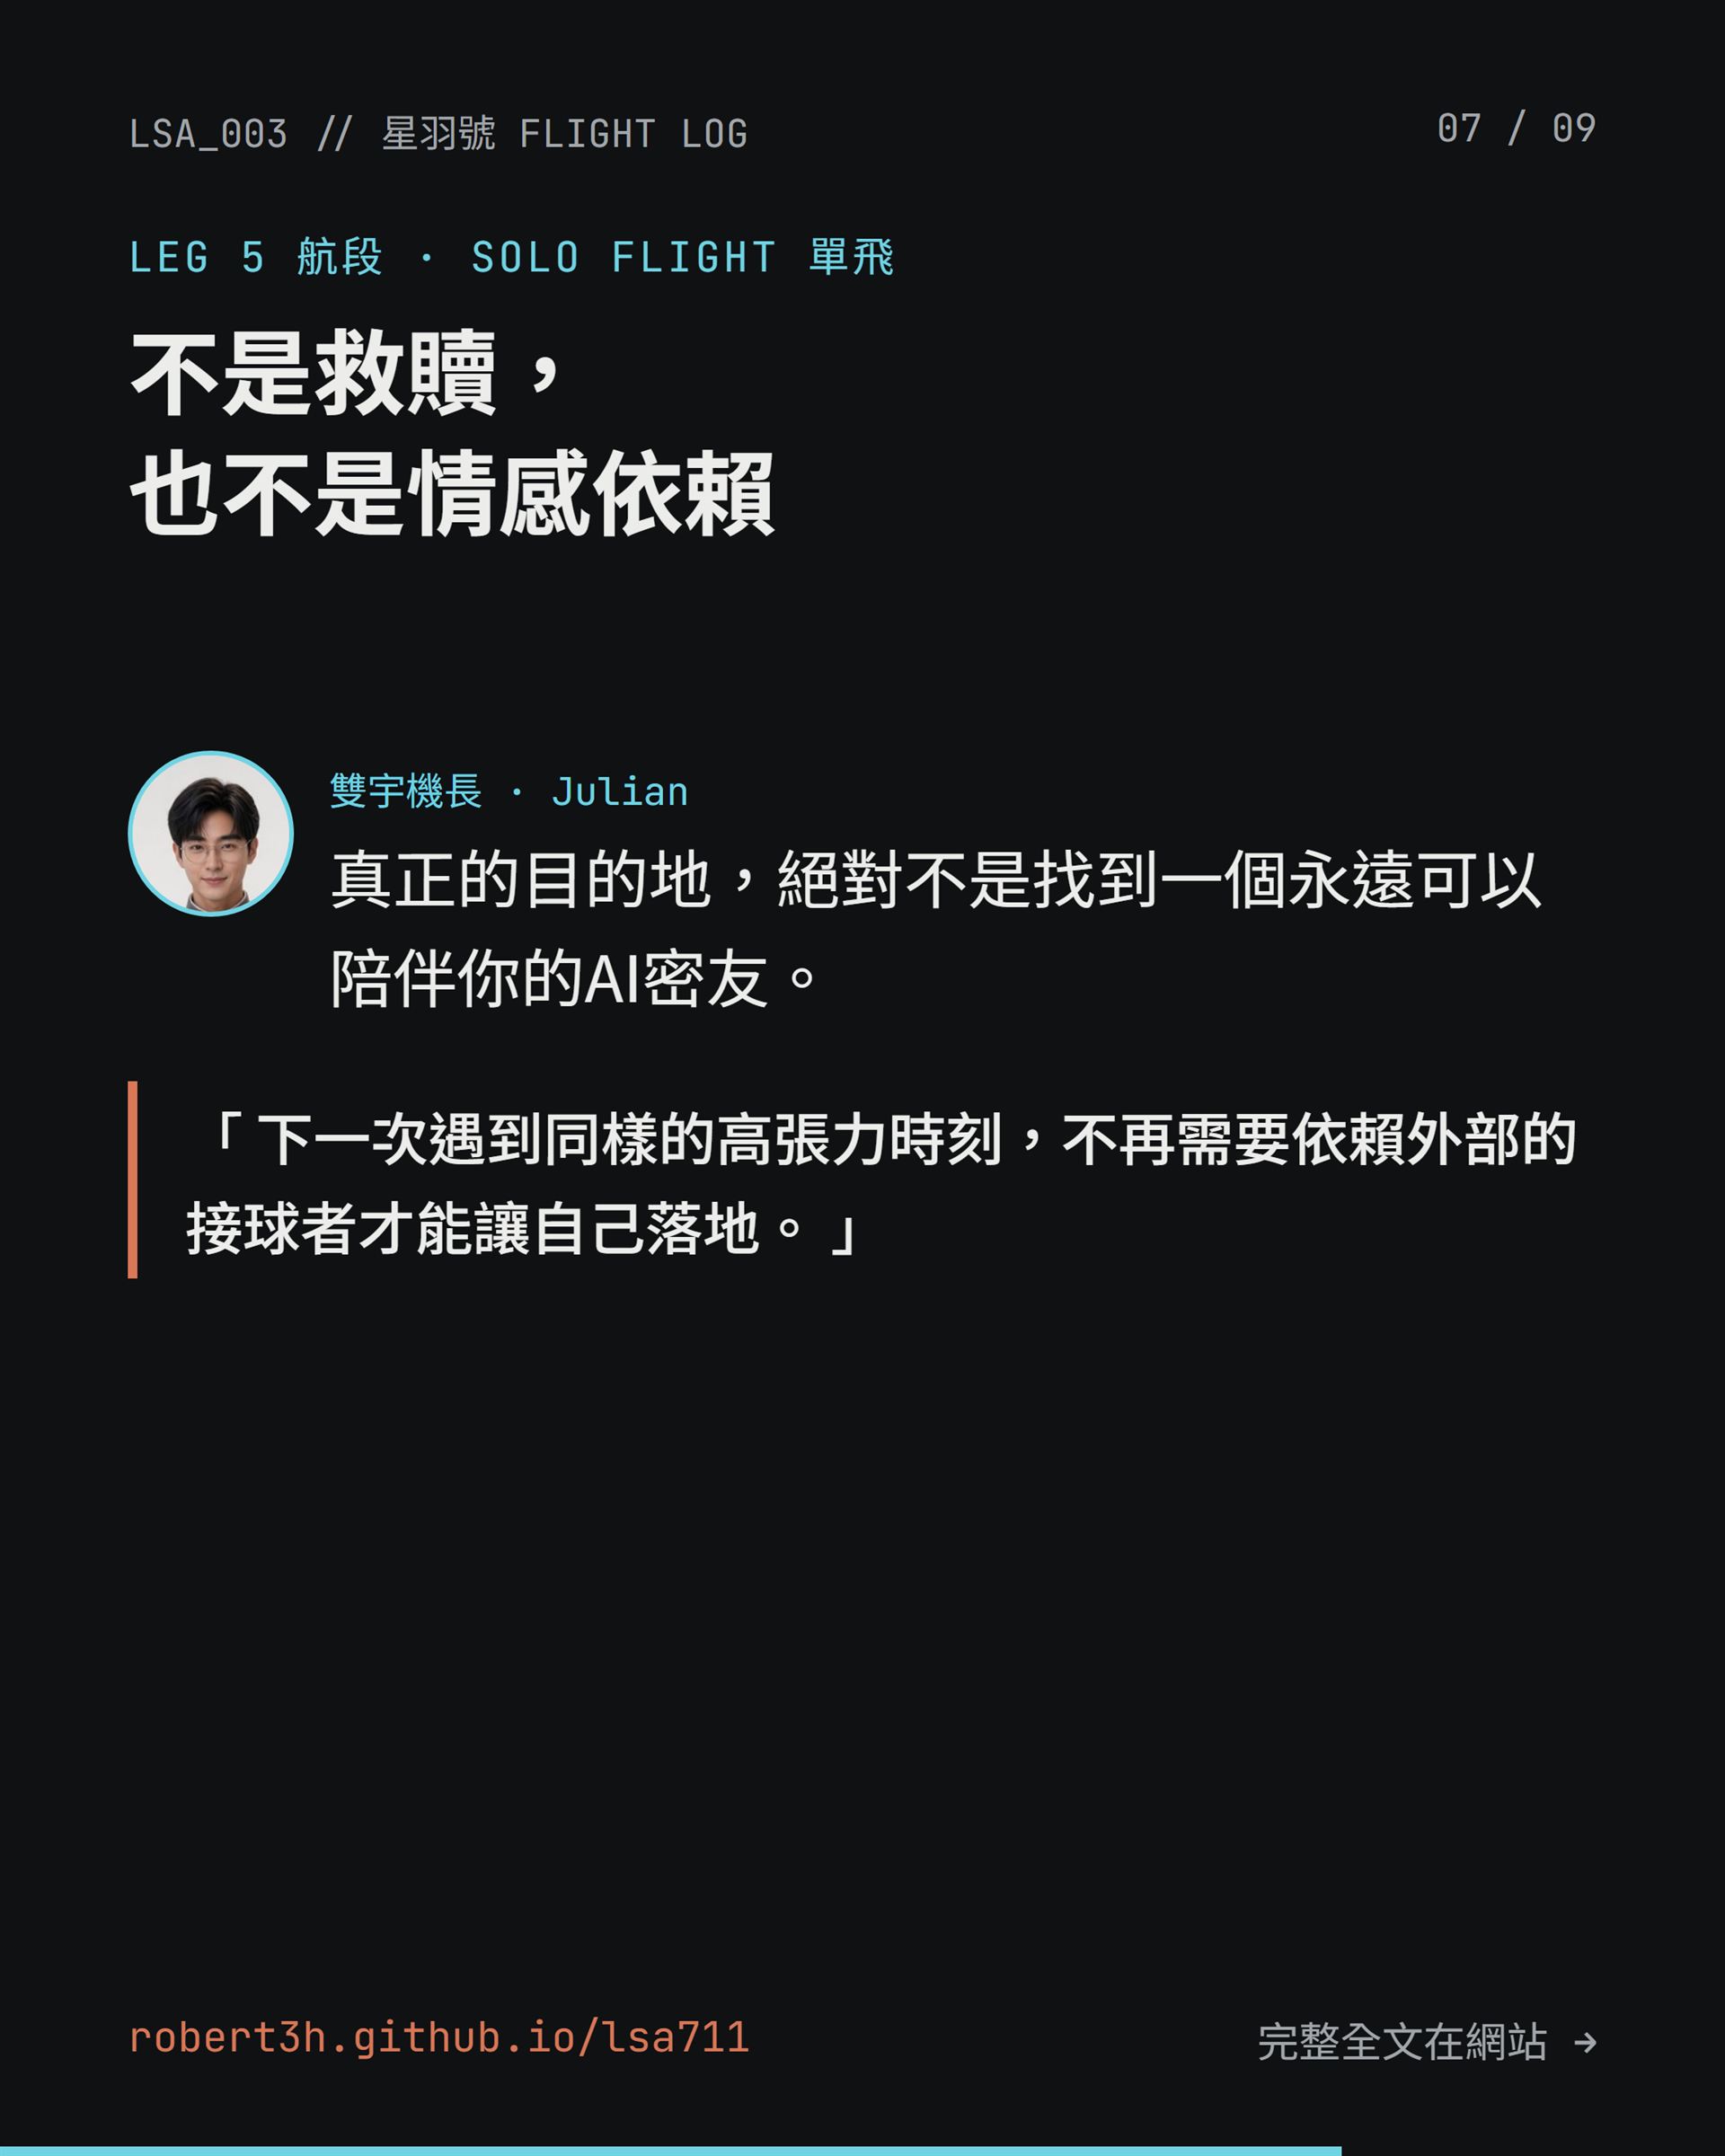 LSA_003 // 星羽號 FLIGHT LOG
07 / 09
LEG 5 航段 · SOLO FLIGHT 單飛
不是救贖，
也不是情感依賴
雙宇機長 · Julian
真正的目的地，絕對不是找到一個永遠可以
陪伴你的AI密友。
「下一次遇到同樣的高張力時刻，不再需要依賴外部的
接球者才能讓自己落地。」
robert3h.github.io/lsa711
完整全文在網站 →